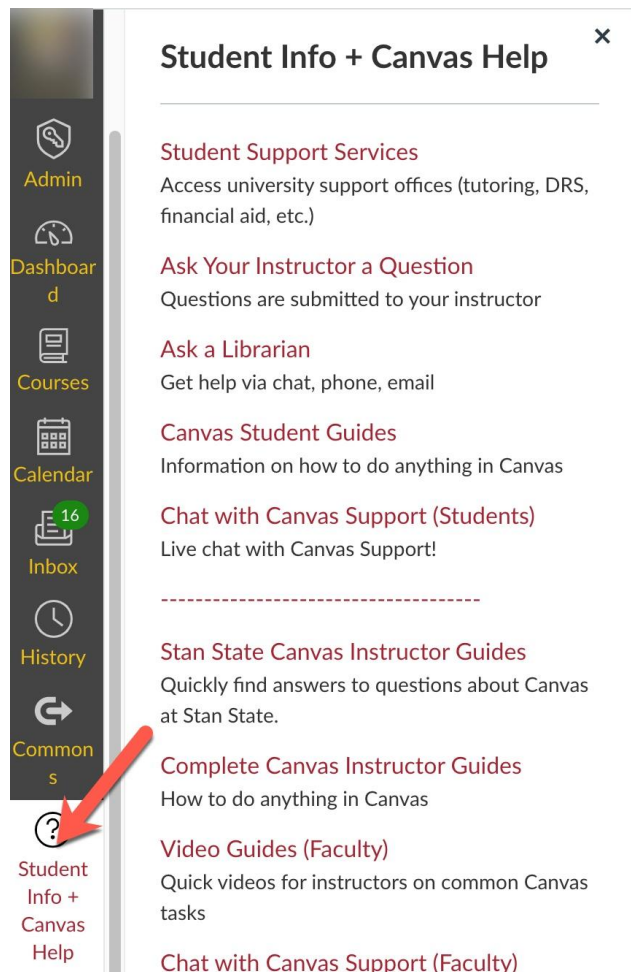 Student Info + Canvas Help
×
Student Support Services
Access university support offices (tutoring, DRS,
financial aid, etc.)
Ask Your Instructor a Question
Questions are submitted to your instructor
Ask a Librarian
Get help via chat, phone, email
Canvas Student Guides
Information on how to do anything in Canvas
Chat with Canvas Support (Students)
Live chat with Canvas Support!
-------------------------------------
Stan State Canvas Instructor Guides
Quickly find answers to questions about Canvas
at Stan State.
Complete Canvas Instructor Guides
How to do anything in Canvas
Video Guides (Faculty)
Quick videos for instructors on common Canvas
tasks
Chat with Canvas Support (Faculty)
Admin
Dashboar
d
Courses
Calendar
16
Inbox
History
Common
s
?
Student
Info +
Canvas
Help